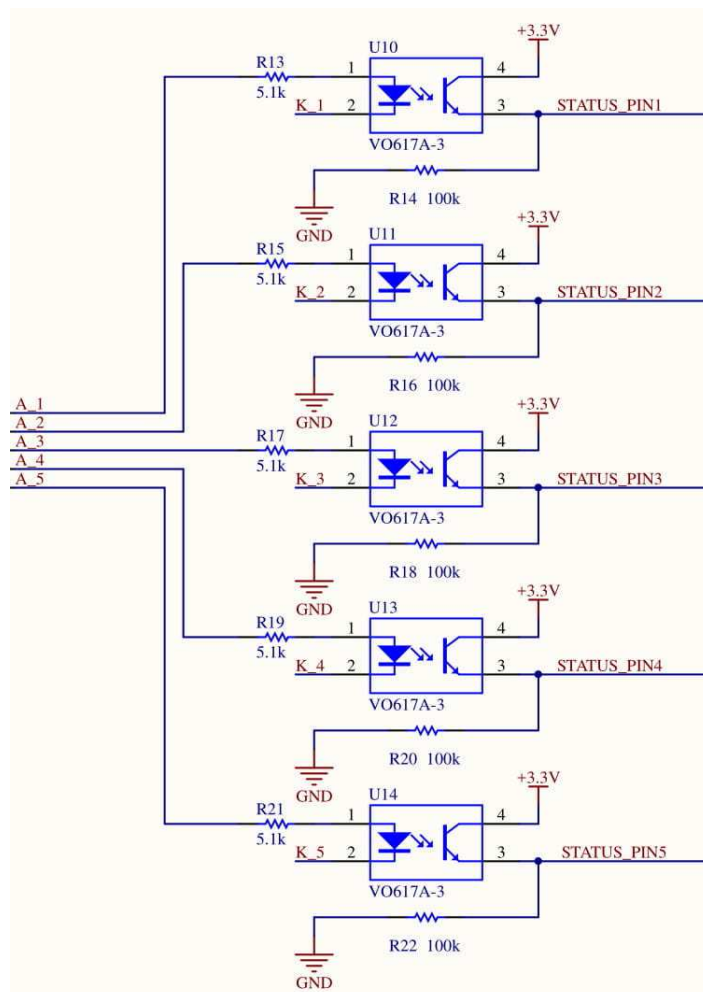 +3.3V
U10
R13
1
4
5.1k
K_1
2
3
STATUS_PIN1
VO617A-3
R14 100k
GND
+3.3V
U11
R15
1
4
5.1k
K_2
2
3
STATUS_PIN2
VO617A-3
R16 100k
GND
A_1
A_2
A_3
A_4
A_5
+3.3V
U12
R17
1
4
5.1k
K_3
2
3
STATUS_PIN3
VO617A-3
R18 100k
GND
+3.3V
U13
R19
1
4
5.1k
K_4
2
3
STATUS_PIN4
VO617A-3
R20 100k
GND
+3.3V
U14
R21
1
4
5.1k
K_5
2
3
STATUS_PIN5
VO617A-3
R22 100k
GND